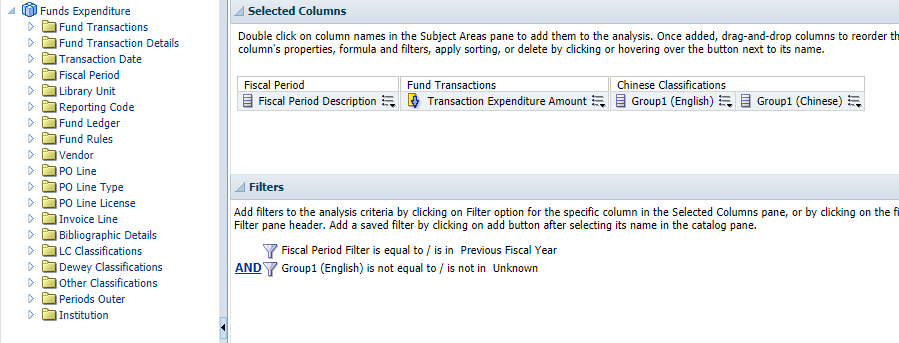 Funds Expenditure
Fund Transactions
Fund Transaction Details
Transaction Date
Fiscal Period
Library Unit
Reporting Code
Fund Ledger
Fund Rules
Vendor
PO Line
PO Line Type
PO Line License
Invoice Line
Bibliographic Details
LC Classifications
Dewey Classifications
Other Classifications
Periods Outer
Institution
Selected Columns
Double click on column names in the Subject Areas pane to add them to the analysis. Once added, drag-and-drop columns to reorder th
column's properties, formula and filters, apply sorting, or delete by clicking or hovering over the button next to its name.
Fiscal Period Fund Transactions Chinese Classifications
Fiscal Period Description Transaction Expenditure Amount Group1 (English) Group1 (Chinese)
Filters
Add filters to the analysis criteria by clicking on Filter option for the specific column in the Selected Columns pane, or by clicking on the fi
Filter pane header. Add a saved filter by clicking on add button after selecting its name in the catalog pane.
Fiscal Period Filter is equal to / is in Previous Fiscal Year
AND Group1 (English) is not equal to / is not in Unknown